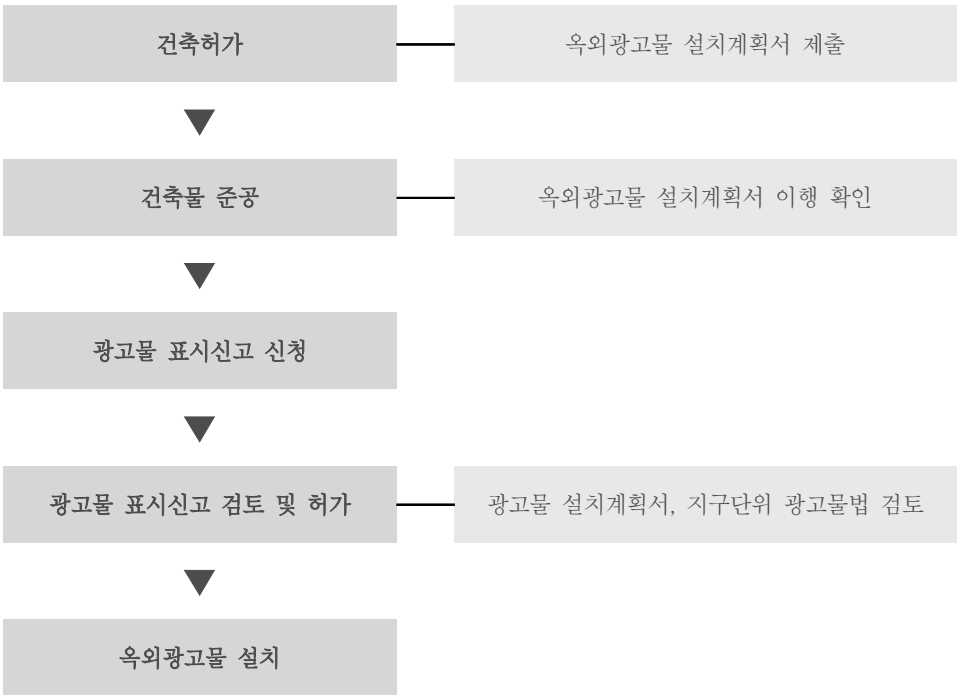 건축허가
옥외광고물 설치계획서 제출
건축물 준공
옥외광고물 설치계획서 이행 확인
광고물 표시신고 신청
광고물 표시신고 검토 및 허가
광고물 설치계획서, 지구단위 광고물법 검토
옥외광고물 설치